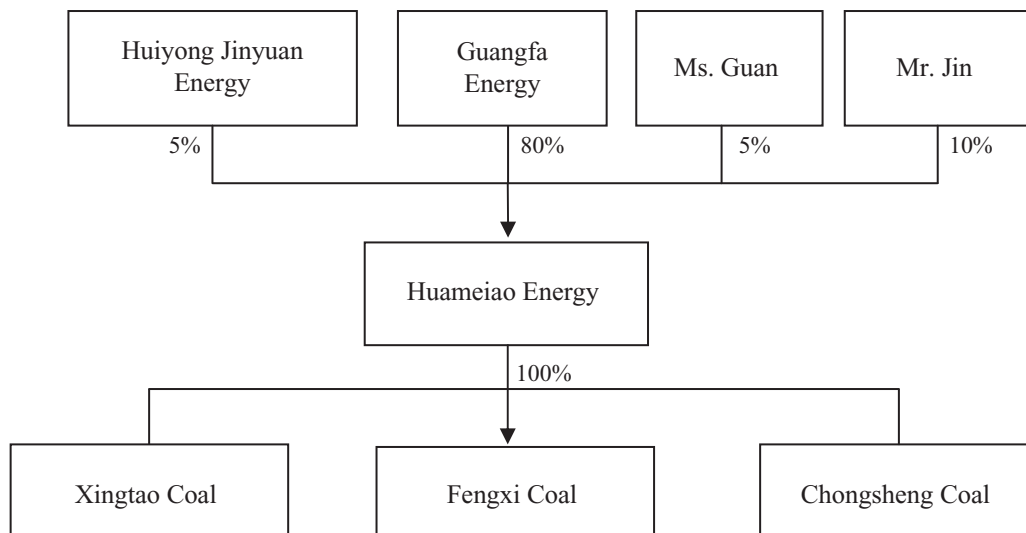 Huiyong Jinyuan
Energy
Guangfa
Energy
Ms. Guan
Mr. Jin
5%
80%
5%
10%
Huameiao Energy
100%
Xingtao Coal
Fengxi Coal
Chongsheng Coal